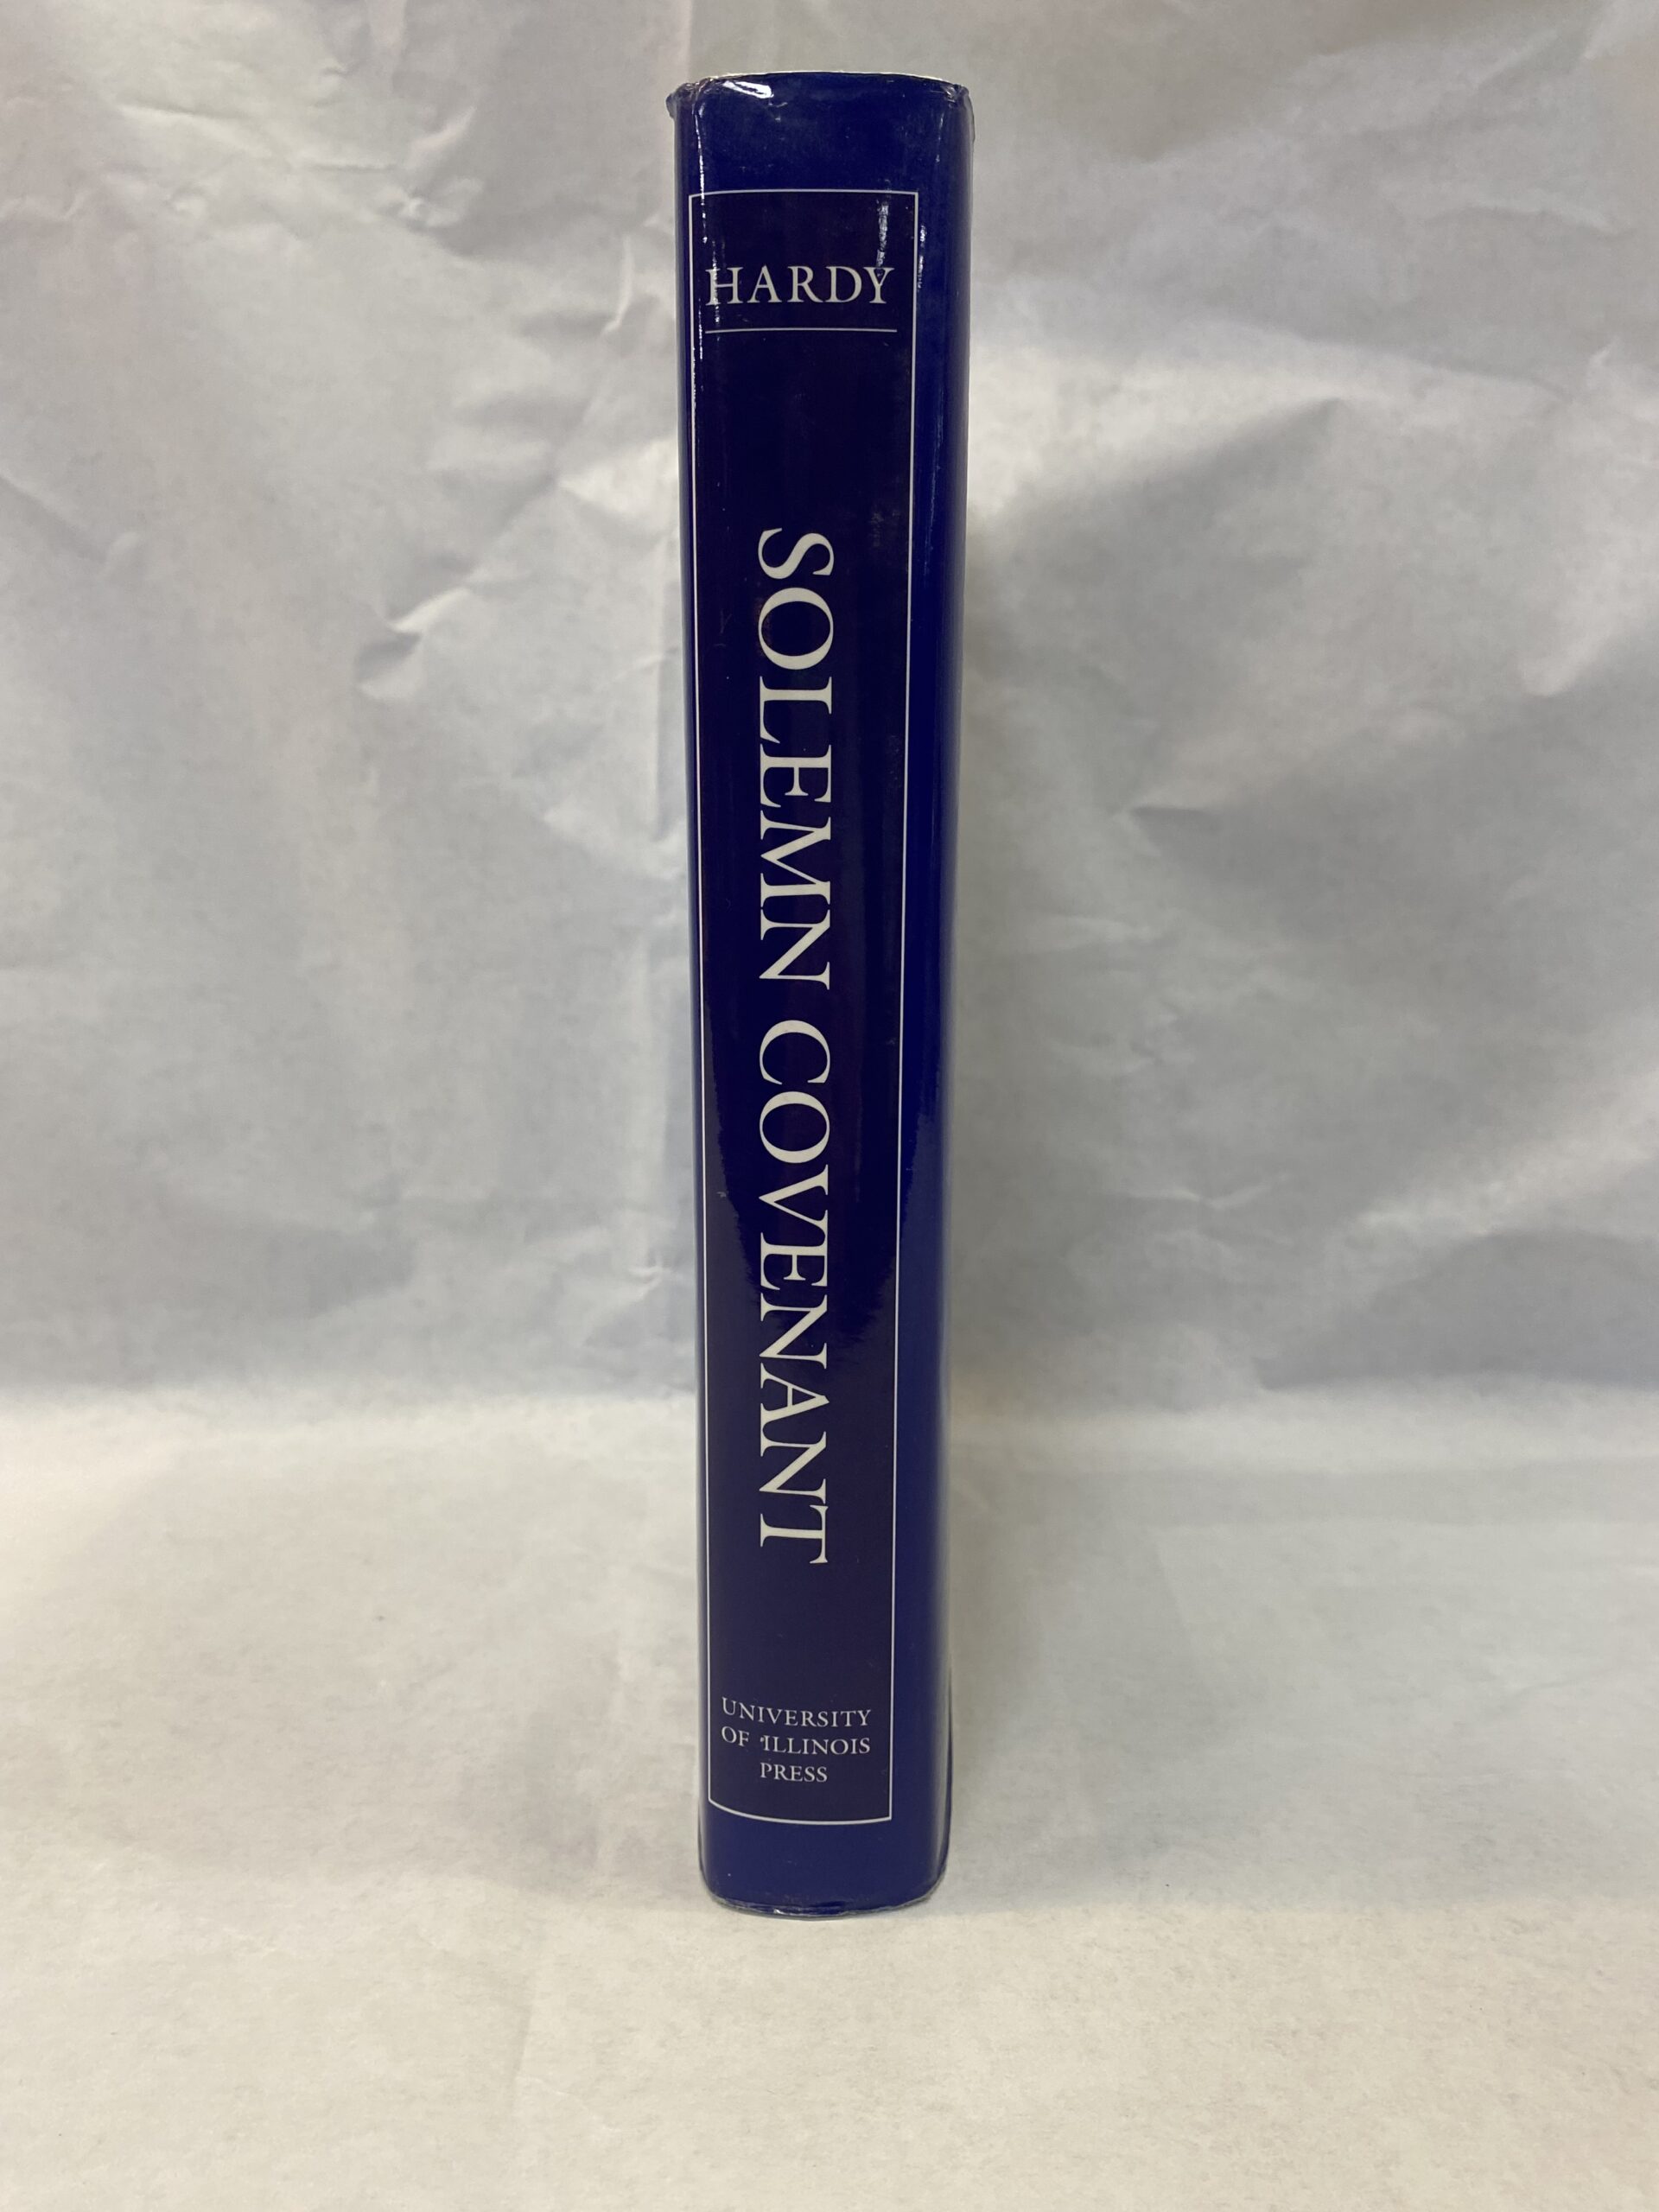 HARDY
SOLEMN COVENANT
UNIVERSITY
OF ILLINOIS
PRESS